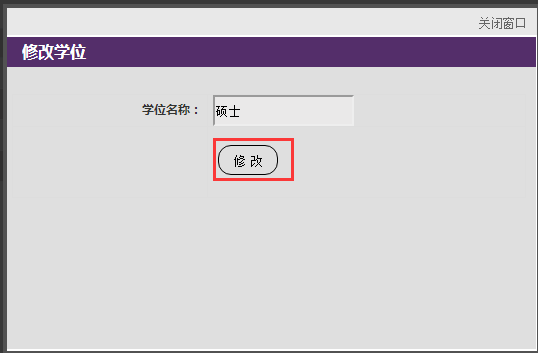 关闭窗口
修改学位
学位名称： 硕士
修 改